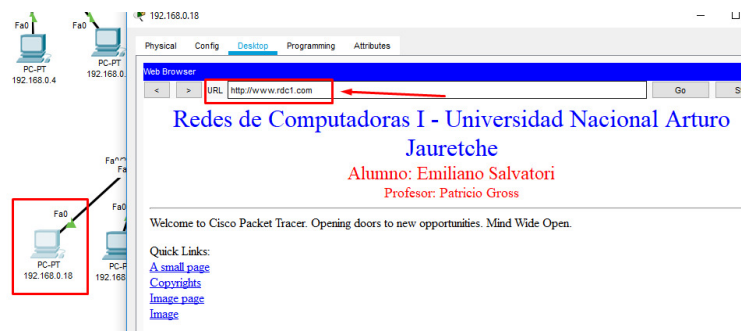 Fa0
Fa0
PC-PT
192.168.0.4
PC-PT
192.168.0.
Fa0
PC-PT
192.168.0.18
Fa0
PC-P
192.168
192.168.0.18
Physical Config Desktop Programming Attributes
Web Browser
< > URL http://www.rdc1.com Go S
Redes de Computadoras I - Universidad Nacional Arturo
Jauretche
Alumno: Emiliano Salvatori
Profesor: Patricio Gross
Welcome to Cisco Packet Tracer. Opening doors to new opportunities. Mind Wide Open.
Quick Links:
A small page
Copyrights
Image page
Image